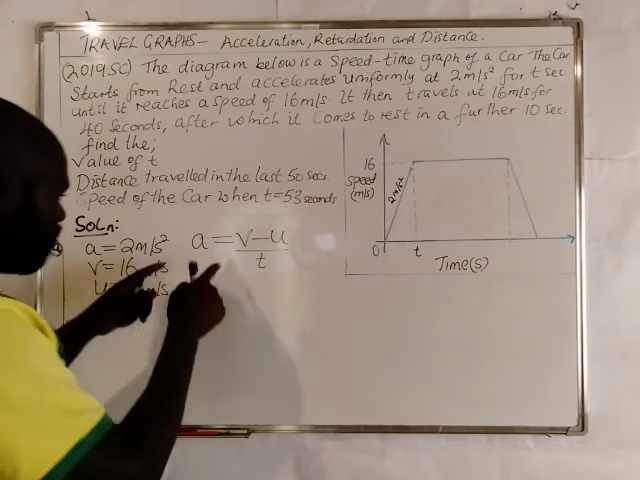 TRAVEL GRAPHS- Acceleration, Retardation and Distance.
(2019SC) The diagram below is a Speed-time graph of a Car The Car
Starts from Rest and accelerates uniformly at 2m/s² for t sec
until it reaches a speed of 16m/s. It then travels at 16m/s for
40 Seconds, after which it Comes to rest in a further 10 sec.
find the;
Value of t
Distance travelled in the last 50 secs
Speed of the Car when t=53 seconds
SOLn:
a=2m/s²
v=16m/s
m/s
a=v-u
t
16
Speed
(m/s)
2m/s²
0
t
Time(s)